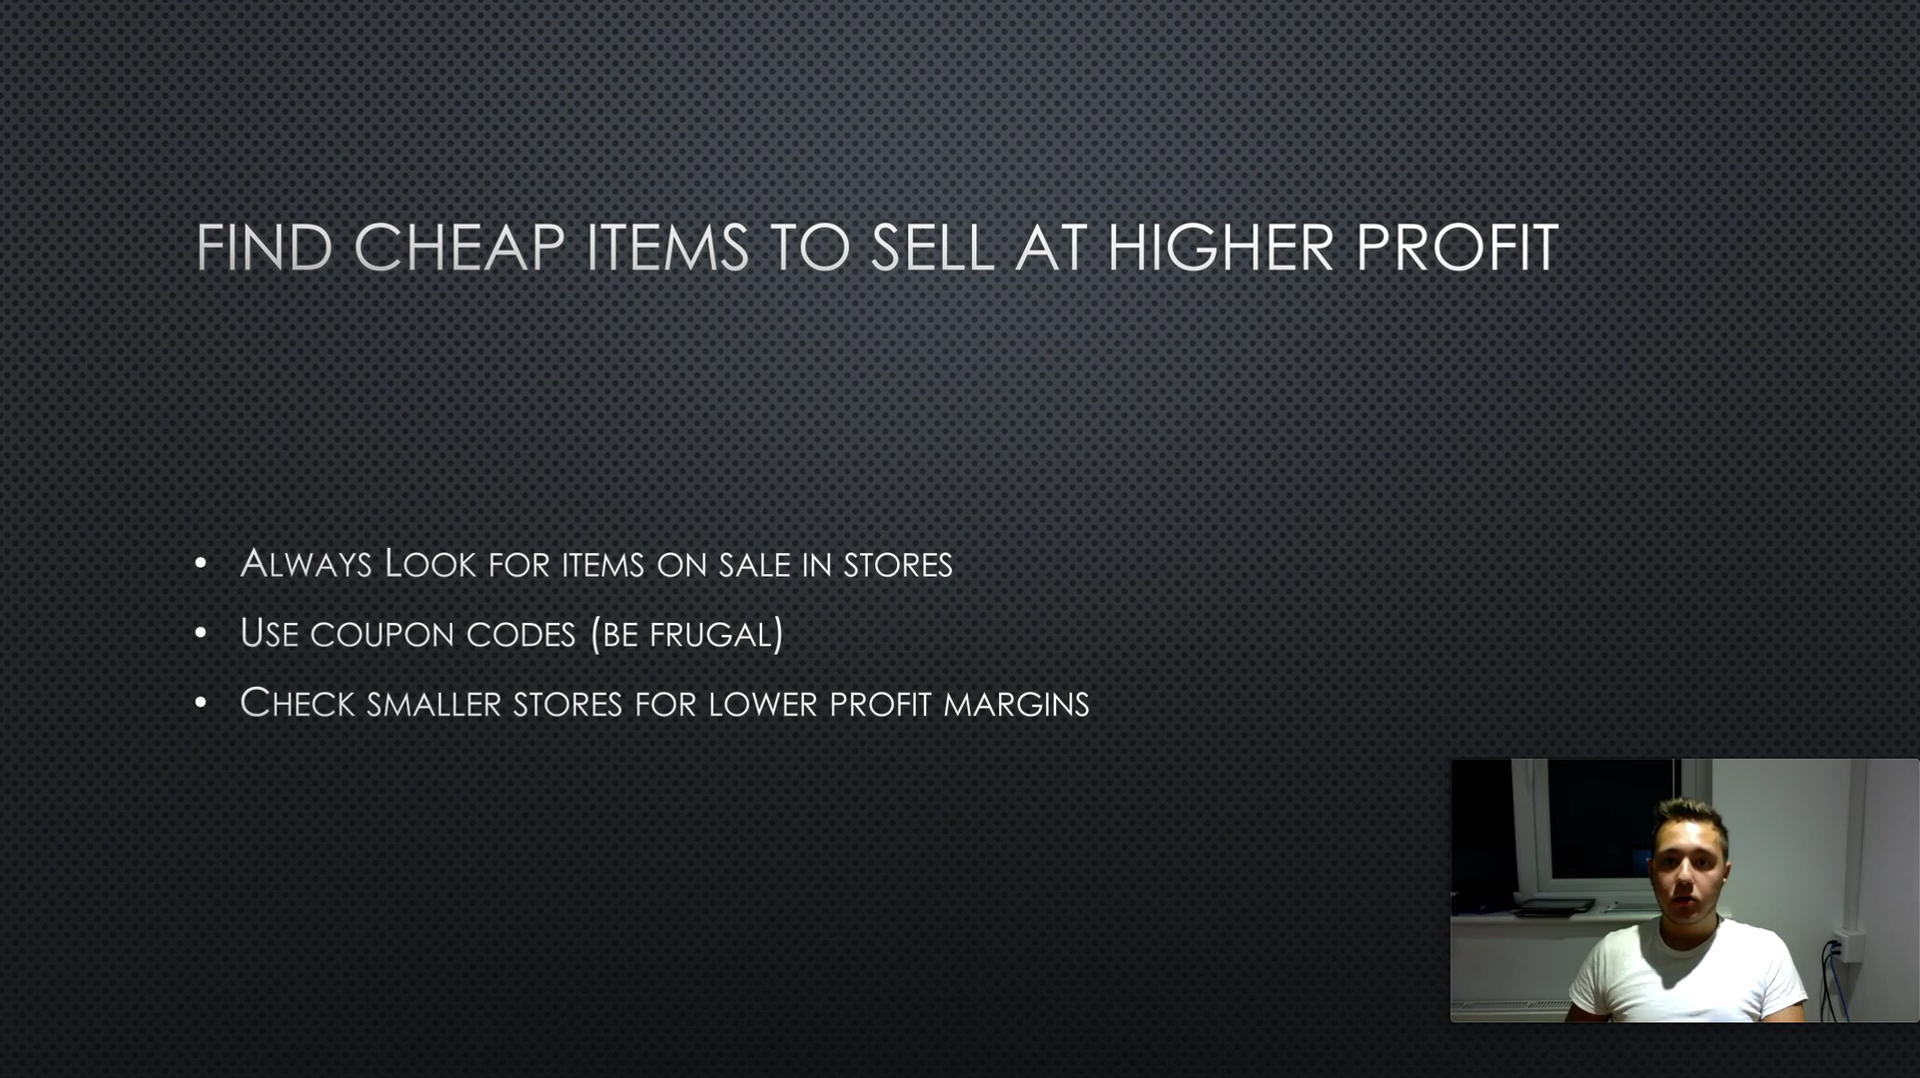 FIND CHEAP ITEMS TO SELL AT HIGHER PROFIT
• ALWAYS LOOK FOR ITEMS ON SALE IN STORES
• USE COUPON CODES (BE FRUGAL)
• CHECK SMALLER STORES FOR LOWER PROFIT MARGINS